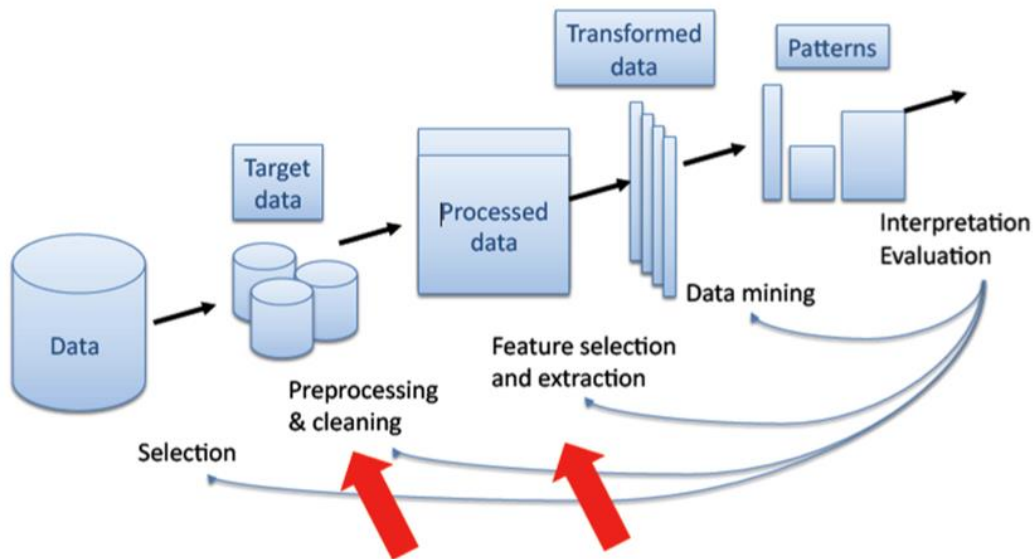 Transformed
data
Patterns
Target
data
Processed
data
Interpretation
Evaluation
Data mining
Data
Feature selection
and extraction
Preprocessing
& cleaning
Selection